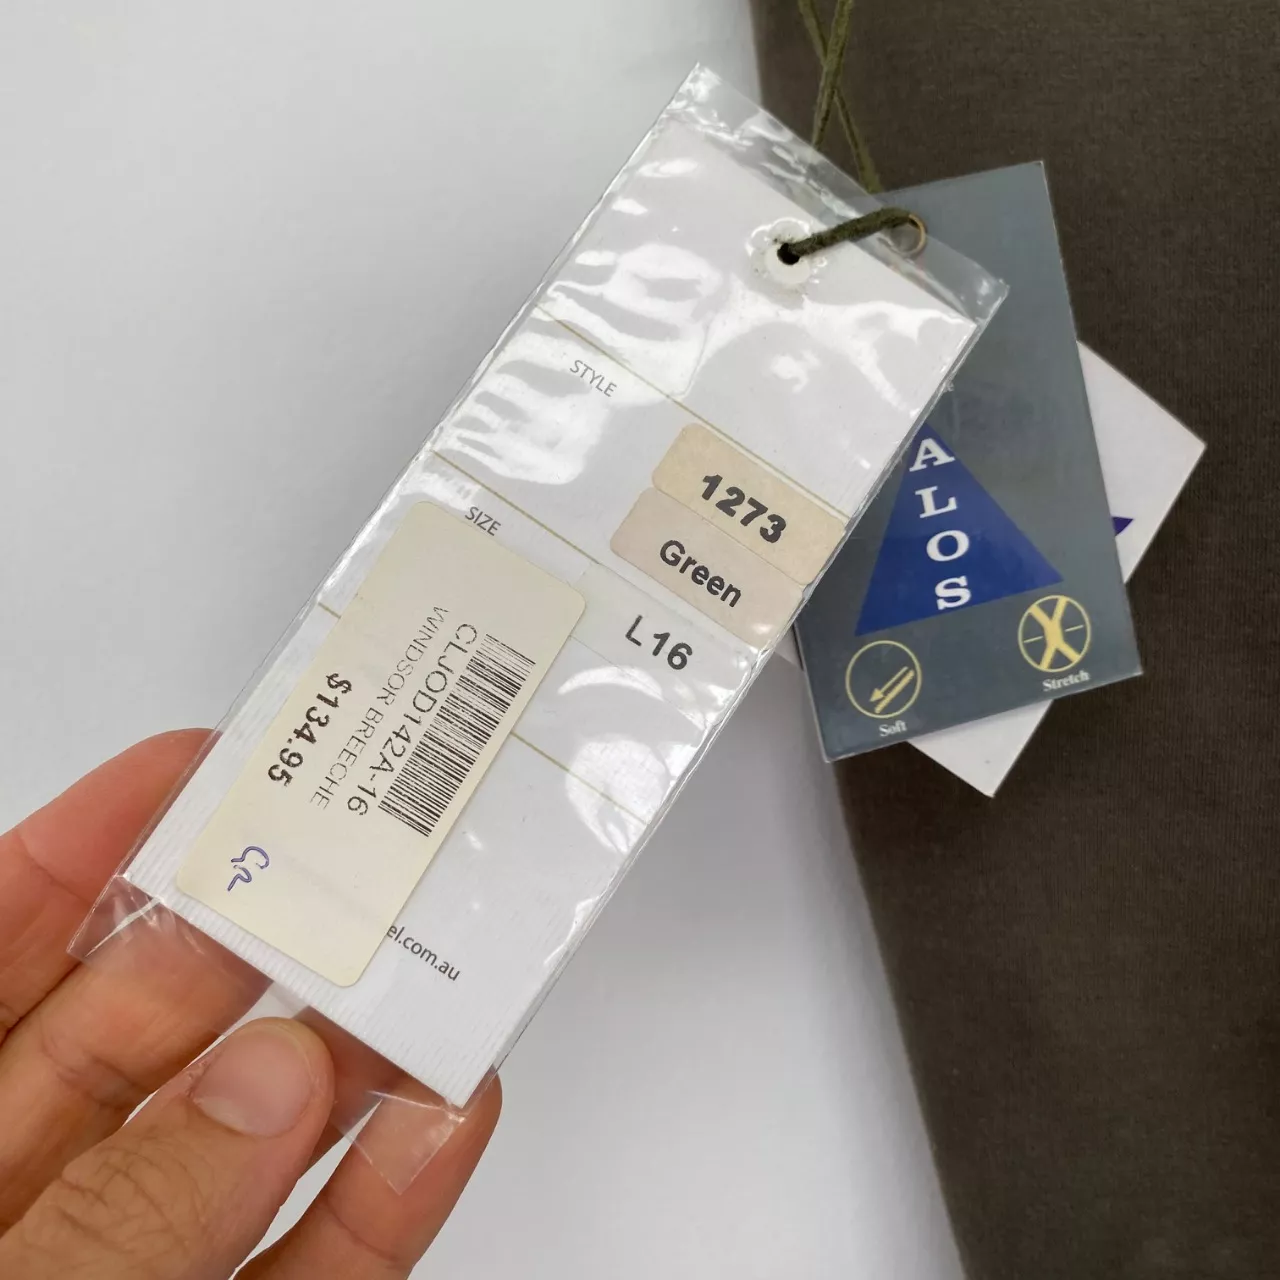 STYLE
1273
Green
SIZE
L 16
CLJOD142A-16
WINDSOR BREECHE
$134.95
el.com.au
ALOS
Soft
Stretch